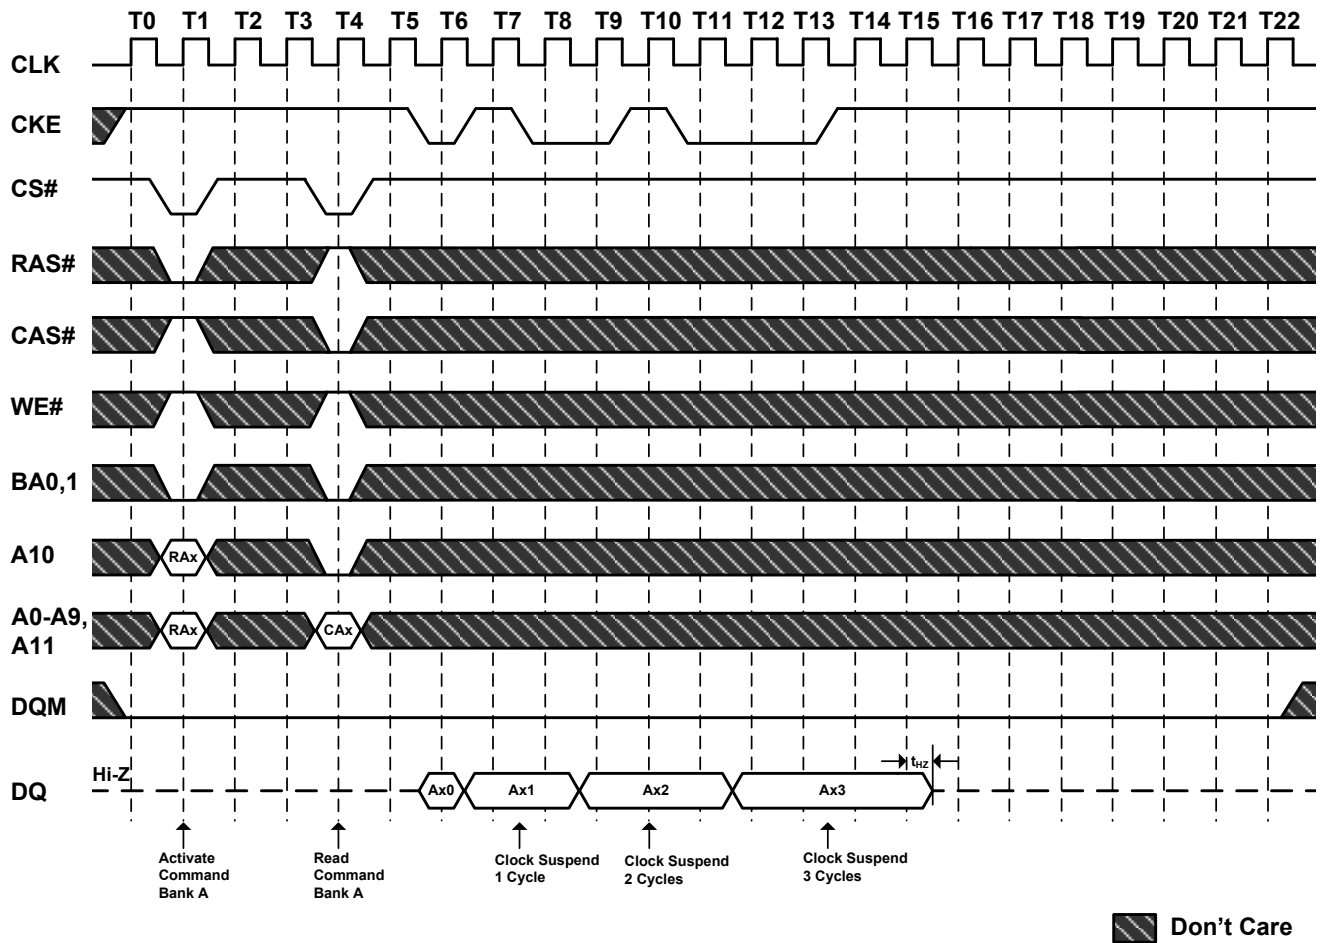 T0 T1 T2 T3 T4 T5 T6 T7 T8 T9 T10 T11 T12 T13 T14 T15 T16 T17 T18 T19 T20 T21 T22
CLK
CKE
CS#
RAS#
CAS#
WE#
BA0,1
A10
RAx
A0-A9,
A11
RAx CAx
DQM
tHZ
Hi-Z
DQ
Ax0 Ax1 Ax2 Ax3
Activate
Command
Bank A
Read
Command
Bank A
Clock Suspend
1 Cycle
Clock Suspend
2 Cycles
Clock Suspend
3 Cycles
Don't Care